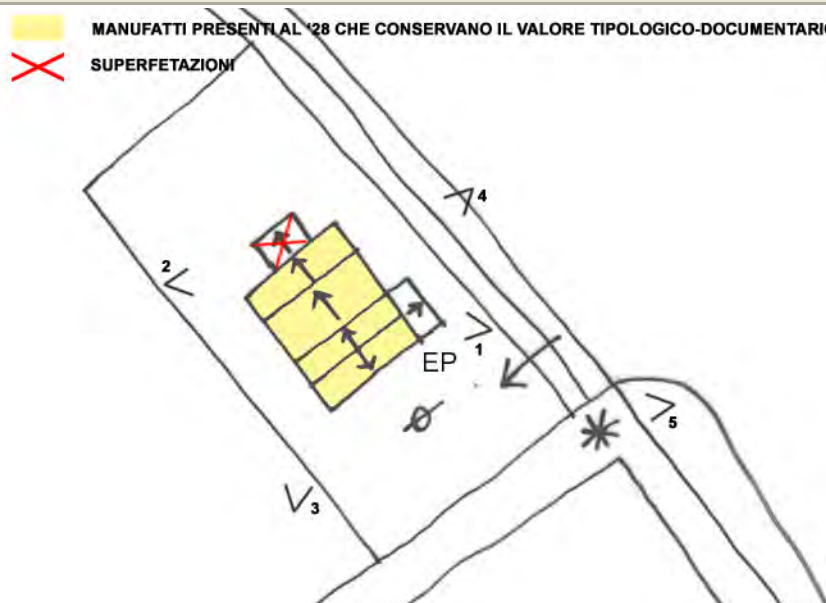 MANUFATTI PRESENTI AL '28 CHE CONSERVANO IL VALORE TIPOLOGICO-DOCUMENTARIO
SUPERFETAZIONI
4
2
1
EP
5
3